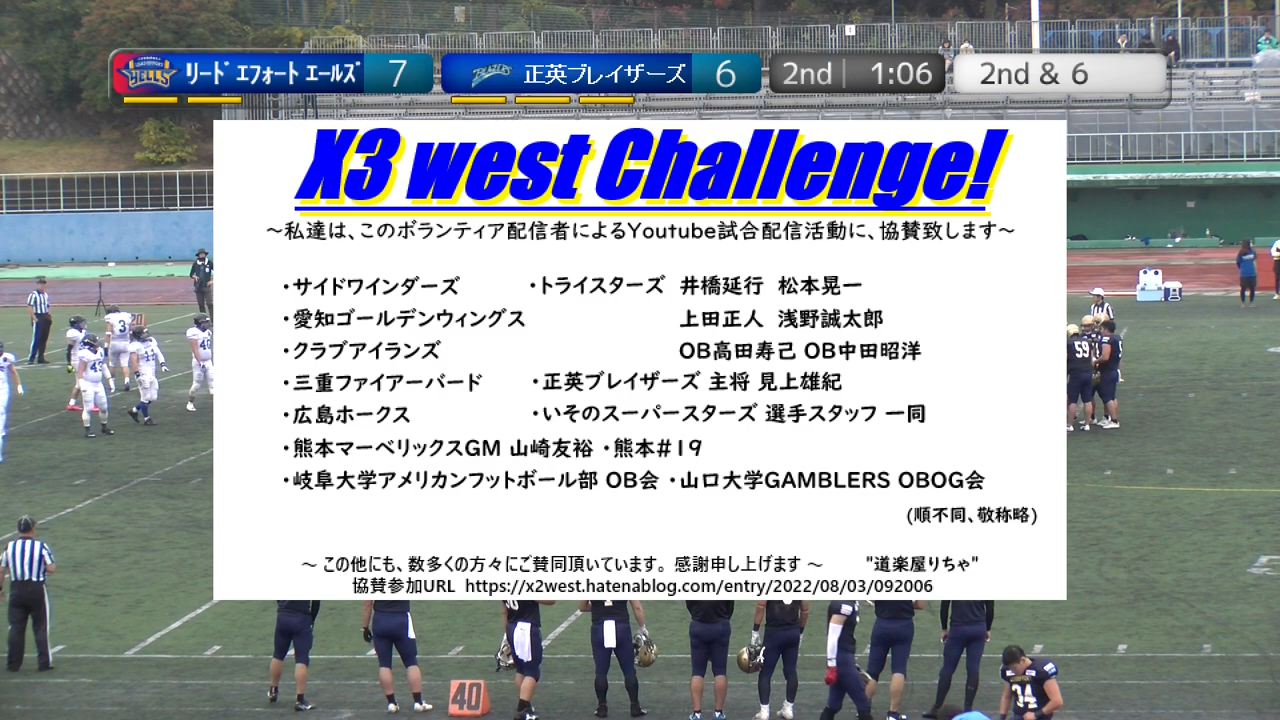 リード エフォート エールズ 7 正英ブレイザーズ 6 2nd 1:06 2nd & 6
X3 west Challenge!
～私達は、このボランティア配信者によるYoutube試合配信活動に、協賛致します～
・サイドワインダーズ ・トライスターズ 井橋延行 松本晃一
・愛知ゴールデンウィングス 上田正人 浅野誠太郎
・クラブアイランズ OB高田寿己 OB中田昭洋
・三重ファイアーバード ・正英ブレイザーズ 主将 見上雄紀
・広島ホークス ・いそのスーパースターズ 選手スタッフ 一同
・熊本マーベリックスGM 山崎友裕 ・熊本#19
・岐阜大学アメリカンフットボール部 OB会 ・山口大学GAMBLERS OBOG会
(順不同、敬称略)
～ この他にも、数多くの方々にご賛同頂いています。感謝申し上げます ～ "道楽屋りちゃ"
協賛参加URL https://x2west.hatenablog.com/entry/2022/08/03/092006
3
59
40
34